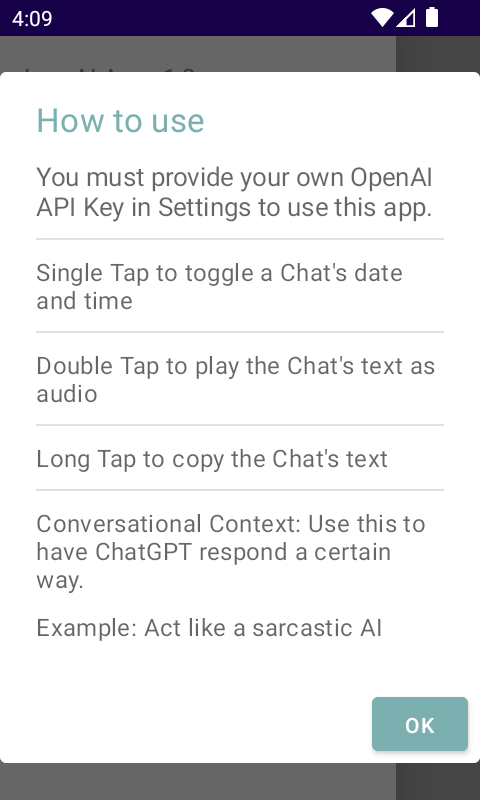 4:09
How to use
You must provide your own OpenAI
API Key in Settings to use this app.
Single Tap to toggle a Chat's date
and time
Double Tap to play the Chat's text as
audio
Long Tap to copy the Chat's text
Conversational Context: Use this to
have ChatGPT respond a certain
way.
Example: Act like a sarcastic AI
OK